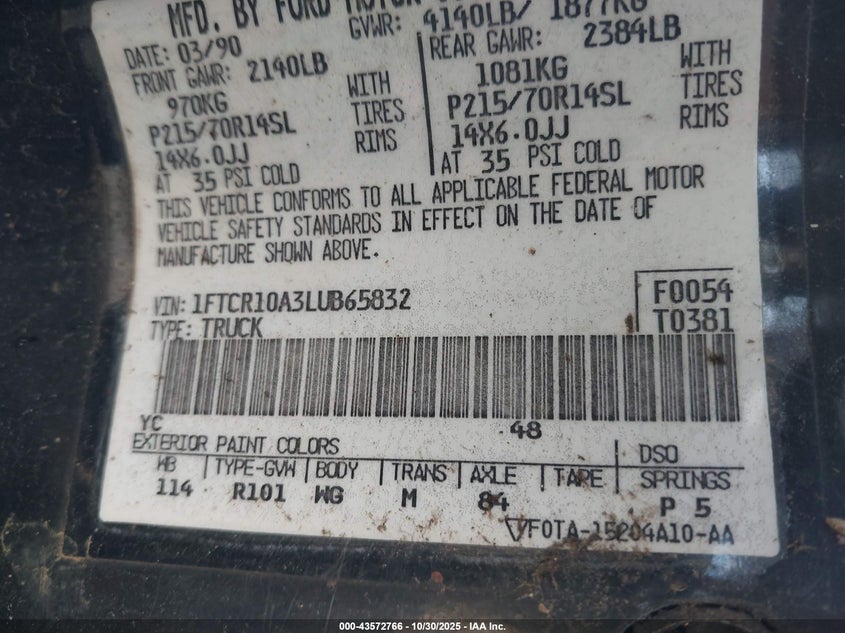 MFD. BY FORD MOTOR
DATE: 03/90 GVWR: 4140LB/ 1877KG
FRONT GAWR: 2140LB REAR GAWR: 2384LB
970KG WITH 1081KG WITH
P215/70R14SL TIRES P215/70R14SL TIRES
14X6.0JJ RIMS 14X6.0JJ RIMS
AT 35 PSI COLD AT 35 PSI COLD
THIS VEHICLE CONFORMS TO ALL APPLICABLE FEDERAL MOTOR
VEHICLE SAFETY STANDARDS IN EFFECT ON THE DATE OF
MANUFACTURE SHOWN ABOVE.
VIN: 1FTCR10A3LUB65832 F0054
TYPE: TRUCK T0381
YC 48
EXTERIOR PAINT COLORS DSO
WB TYPE-GVW BODY TRANS AXLE TAPE SPRINGS
114 R101 WG M 84 P 5
F0TA-15204A10-AA
000-43572766 - 10/30/2025 - IAA Inc.